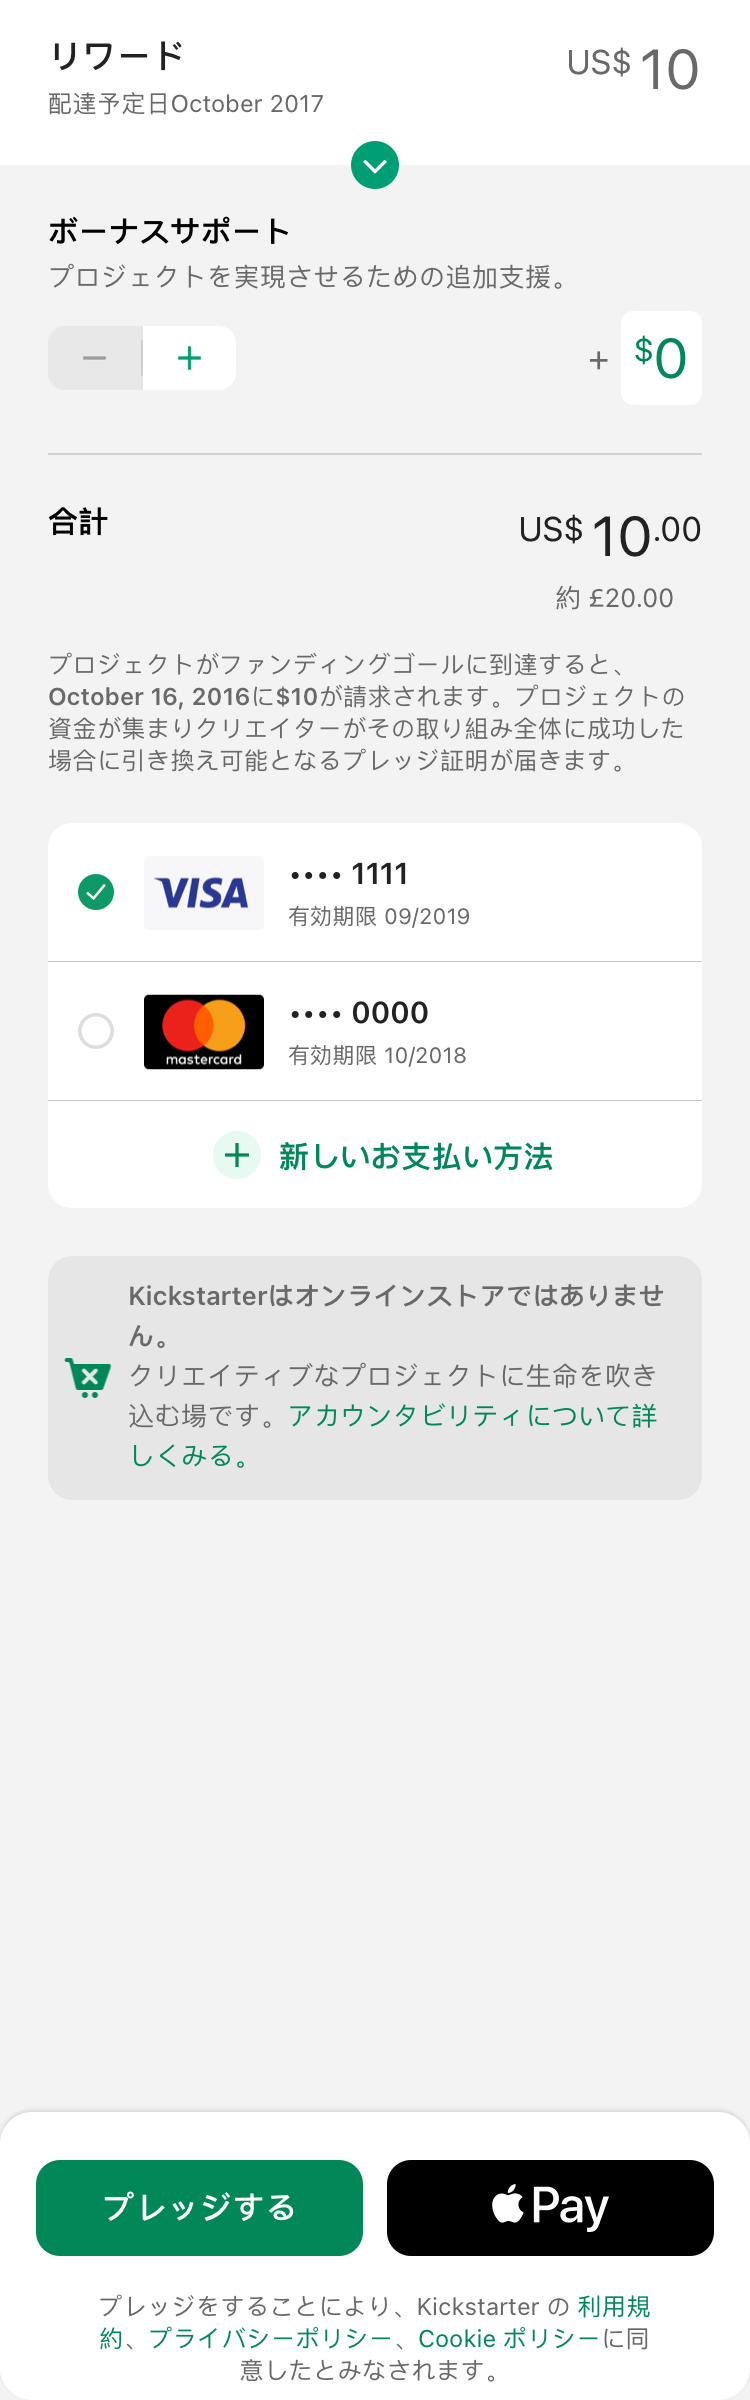 リワード
US$ 10
配達予定日October 2017
ボーナスサポート
プロジェクトを実現させるための追加支援。
− +
+ $0
合計
US$ 10.00
約 £20.00
プロジェクトがファンディングゴールに到達すると、
October 16, 2016に$10が請求されます。プロジェクトの
資金が集まりクリエイターがその取り組み全体に成功した
場合に引き換え可能となるプレッジ証明が届きます。
VISA
•••• 1111
有効期限 09/2019
mastercard
•••• 0000
有効期限 10/2018
+ 新しいお支払い方法
Kickstarterはオンラインストアではありませ
ん。
クリエイティブなプロジェクトに生命を吹き
込む場です。アカウンタビリティについて詳
しくみる。
プレッジする
Pay
プレッジをすることにより、Kickstarter の 利用規
約、プライバシーポリシー、Cookie ポリシーに同
意したとみなされます。